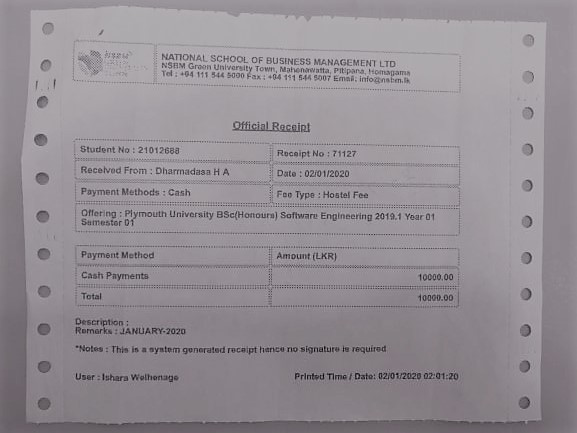 NATIONAL SCHOOL OF BUSINESS MANAGEMENT LTD
NSBM Green University Town, Mahenawatta, Pitipana, Homagama
Tel : +94 111 544 5000 Fax : +94 111 544 5007 Email: info@nsbm.lk
Official Receipt
Student No : 21012688
Receipt No : 71127
Received From : Dharmadasa H A
Date : 02/01/2020
Payment Methods : Cash
Fee Type : Hostel Fee
Offering : Plymouth University BSc(Honours) Software Engineering 2019.1 Year 01
Semester 01
Payment Method
Amount (LKR)
Cash Payments
10000.00
Total
10000.00
Description :
Remarks : JANUARY-2020
*Notes : This is a system generated receipt hence no signature is required
User : Ishara Welhenage
Printed Time / Date: 02/01/2020 02:01:20